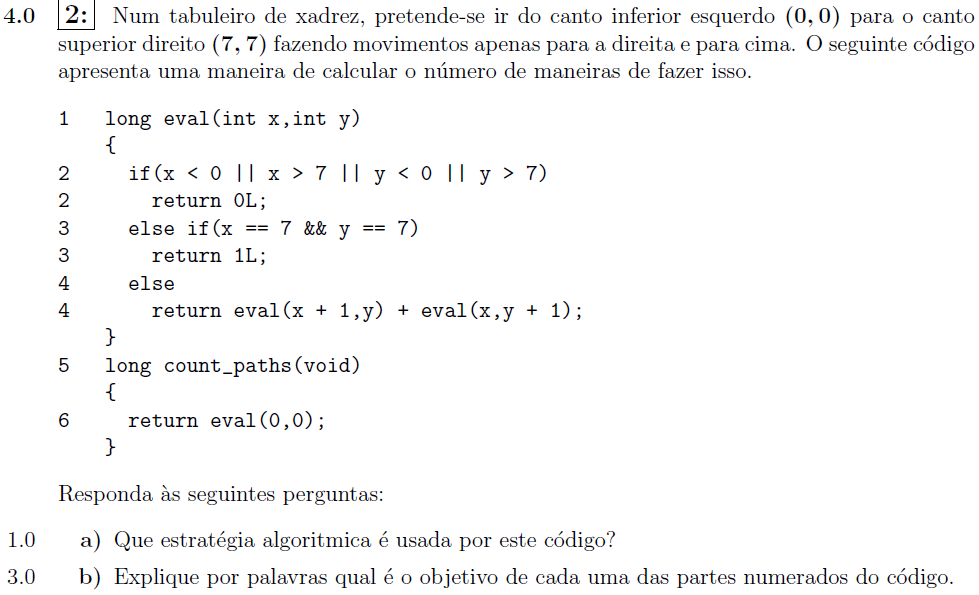 4.0 2: Num tabuleiro de xadrez, pretende-se ir do canto inferior esquerdo (0, 0) para o canto
superior direito (7, 7) fazendo movimentos apenas para a direita e para cima. O seguinte código
apresenta uma maneira de calcular o número de maneiras de fazer isso.
1 long eval(int x,int y)
{
2 if(x < 0 || x > 7 || y < 0 || y > 7)
2 return 0L;
3 else if(x == 7 && y == 7)
3 return 1L;
4 else
4 return eval(x + 1,y) + eval(x,y + 1);
}
5 long count_paths(void)
{
6 return eval(0,0);
}
Responda às seguintes perguntas:
1.0 a) Que estratégia algoritmica é usada por este código?
3.0 b) Explique por palavras qual é o objetivo de cada uma das partes numerados do código.